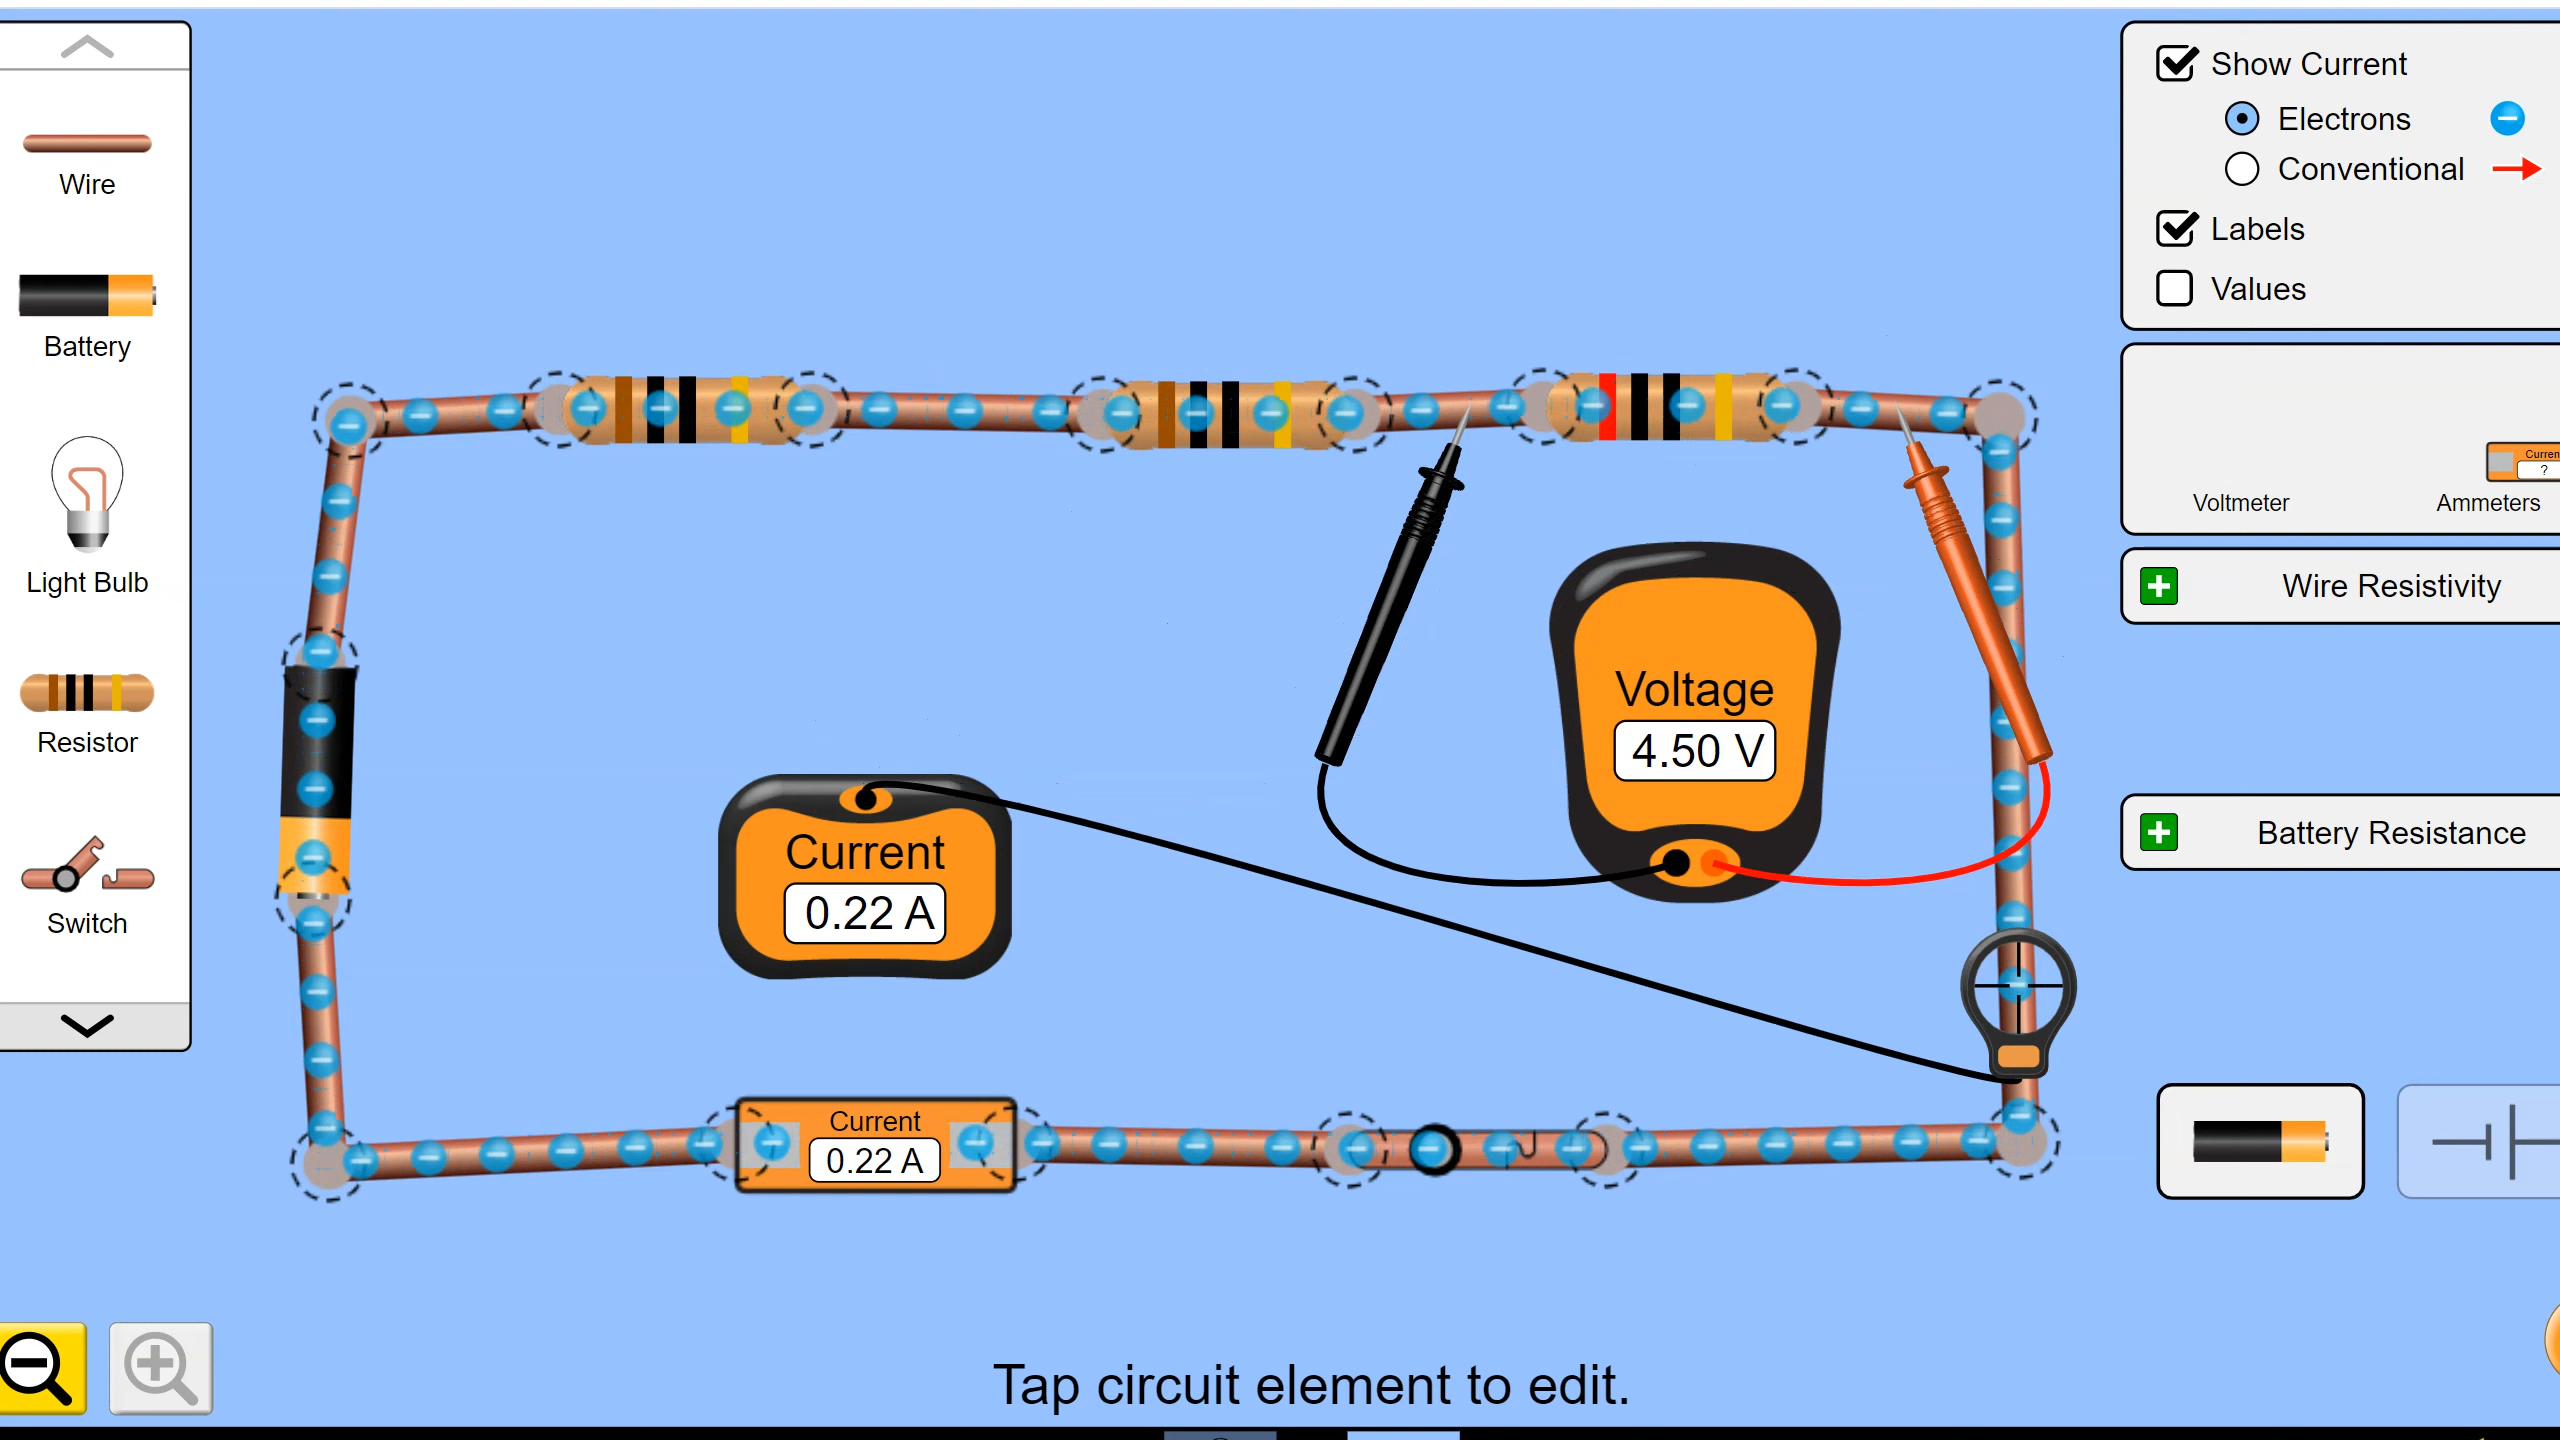 Wire
Battery
Light Bulb
Resistor
Switch
Show Current
Electrons
Conventional
Labels
Values
Curren
?
Voltmeter
Ammeters
Wire Resistivity
Battery Resistance
Voltage
4.50 V
Current
0.22 A
Current
0.22 A
Tap circuit element to edit.